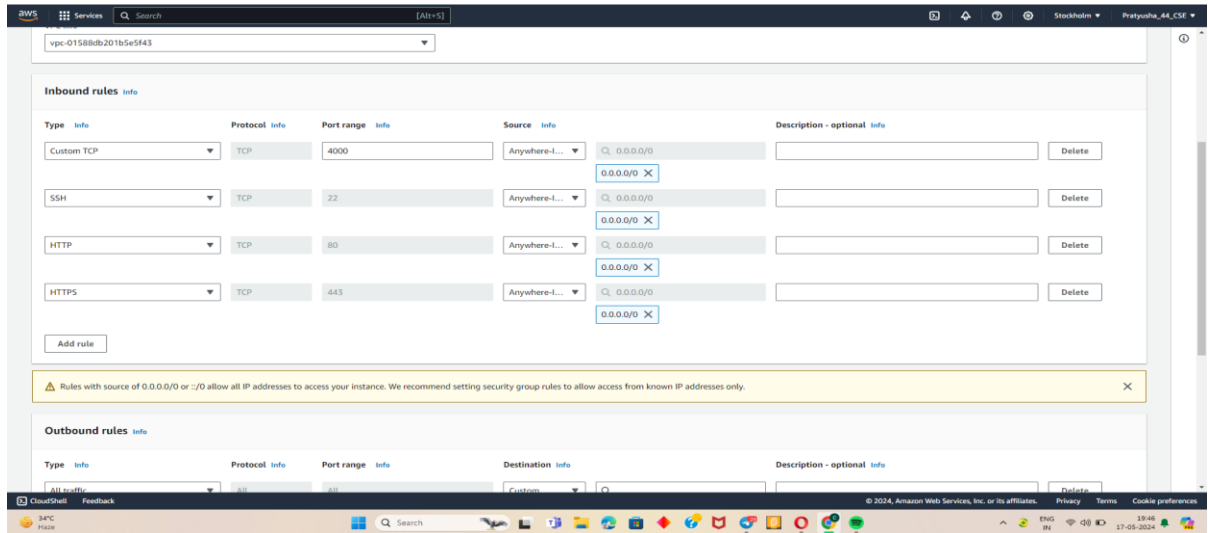 aws Services Search [Alt+S] Stockholm Pratyusha_44_CSE
vpc-01588db201b5e5f43
Inbound rules Info
Type Info Protocol Info Port range Info Source Info Description - optional Info
Custom TCP TCP 4000 Anywhere-I... 0.0.0.0/0 Delete
0.0.0.0/0
SSH TCP 22 Anywhere-I... 0.0.0.0/0 Delete
0.0.0.0/0
HTTP TCP 80 Anywhere-I... 0.0.0.0/0 Delete
0.0.0.0/0
HTTPS TCP 443 Anywhere-I... 0.0.0.0/0 Delete
0.0.0.0/0
Add rule
Rules with source of 0.0.0.0/0 or ::/0 allow all IP addresses to access your instance. We recommend setting security group rules to allow access from known IP addresses only.
Outbound rules Info
Type Info Protocol Info Port range Info Destination Info Description - optional Info
All traffic All All Custom Delete
CloudShell Feedback © 2024, Amazon Web Services, Inc. or its affiliates. Privacy Terms Cookie preferences
34°C Search ENG 19:46
Haze IN 17-05-2024